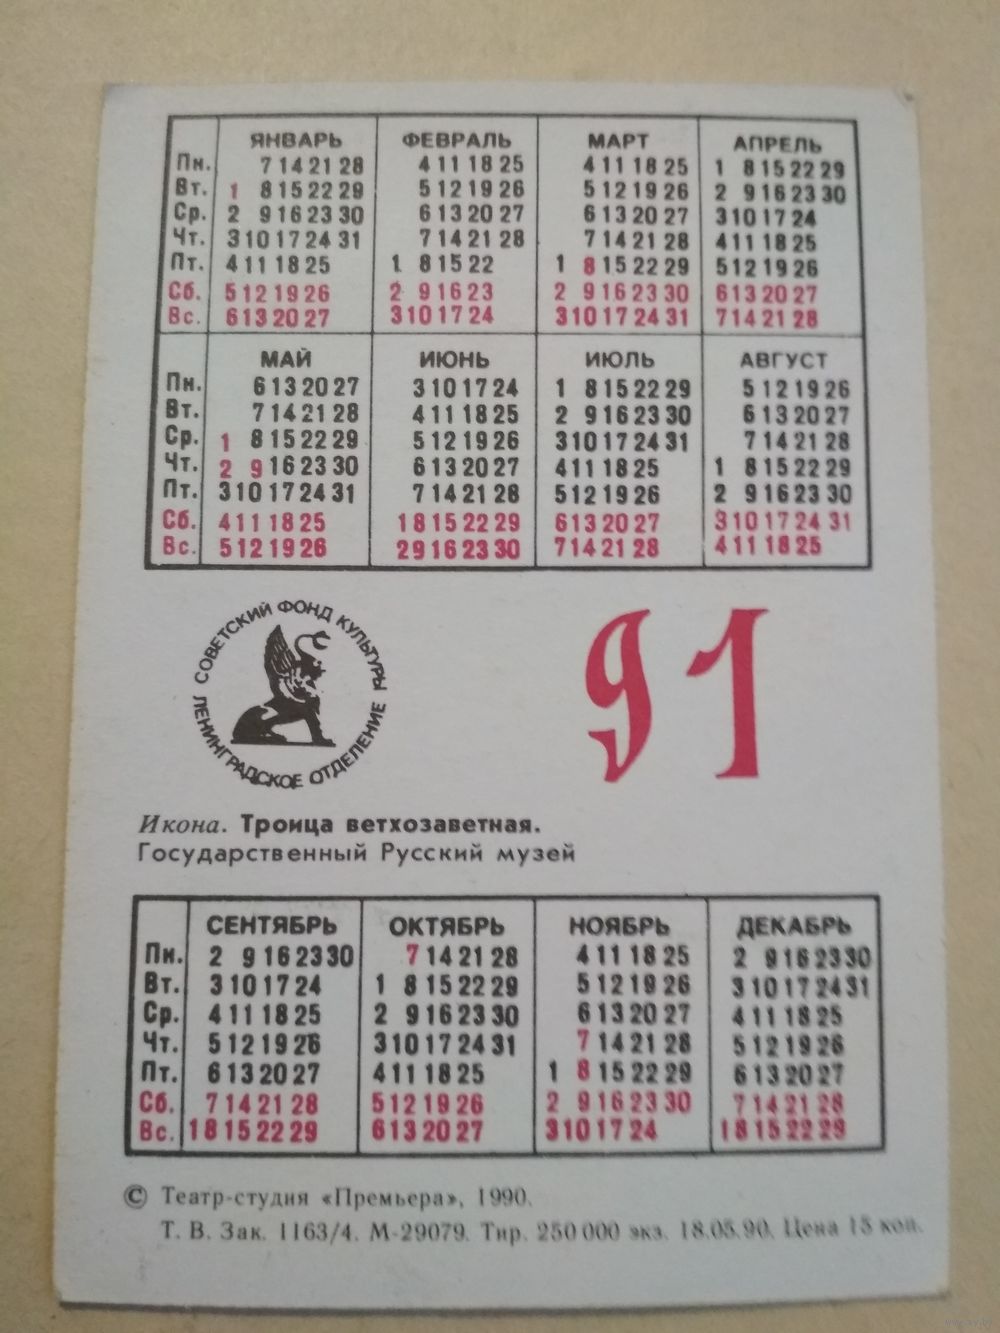 ЯНВАРЬ ФЕВРАЛЬ МАРТ АПРЕЛЬ
Пн. 7 14 21 28 4 11 18 25 4 11 18 25 1 8 15 22 29
Вт. 1 8 15 22 29 5 12 19 26 5 12 19 26 2 9 16 23 30
Ср. 2 9 16 23 30 6 13 20 27 6 13 20 27 3 10 17 24
Чт. 3 10 17 24 31 7 14 21 28 7 14 21 28 4 11 18 25
Пт. 4 11 18 25 1 8 15 22 1 8 15 22 29 5 12 19 26
Сб. 5 12 19 26 2 9 16 23 2 9 16 23 30 6 13 20 27
Вс. 6 13 20 27 3 10 17 24 3 10 17 24 31 7 14 21 28
МАЙ ИЮНЬ ИЮЛЬ АВГУСТ
Пн. 6 13 20 27 3 10 17 24 1 8 15 22 29 5 12 19 26
Вт. 7 14 21 28 4 11 18 25 2 9 16 23 30 6 13 20 27
Ср. 1 8 15 22 29 5 12 19 26 3 10 17 24 31 7 14 21 28
Чт. 2 9 16 23 30 6 13 20 27 4 11 18 25 1 8 15 22 29
Пт. 3 10 17 24 31 7 14 21 28 5 12 19 26 2 9 16 23 30
Сб. 4 11 18 25 1 8 15 22 29 6 13 20 27 3 10 17 24 31
Вс. 5 12 19 26 2 9 16 23 30 7 14 21 28 4 11 18 25
СОВЕТСКИЙ ФОНД КУЛЬТУРЫ
ЛЕНИНГРАДСКОЕ ОТДЕЛЕНИЕ
91
Икона. Троица ветхозаветная.
Государственный Русский музей
СЕНТЯБРЬ ОКТЯБРЬ НОЯБРЬ ДЕКАБРЬ
Пн. 2 9 16 23 30 7 14 21 28 4 11 18 25 2 9 16 23 30
Вт. 3 10 17 24 1 8 15 22 29 5 12 19 26 3 10 17 24 31
Ср. 4 11 18 25 2 9 16 23 30 6 13 20 27 4 11 18 25
Чт. 5 12 19 26 3 10 17 24 31 7 14 21 28 5 12 19 26
Пт. 6 13 20 27 4 11 18 25 1 8 15 22 29 6 13 20 27
Сб. 7 14 21 28 5 12 19 26 2 9 16 23 30 7 14 21 28
Вс. 1 8 15 22 29 6 13 20 27 3 10 17 24 1 8 15 22 29
© Театр-студия «Премьера», 1990.
Т. В. Зак. 1163/4. М-29079. Тир. 250 000 экз. 18.05.90. Цена 15 коп.